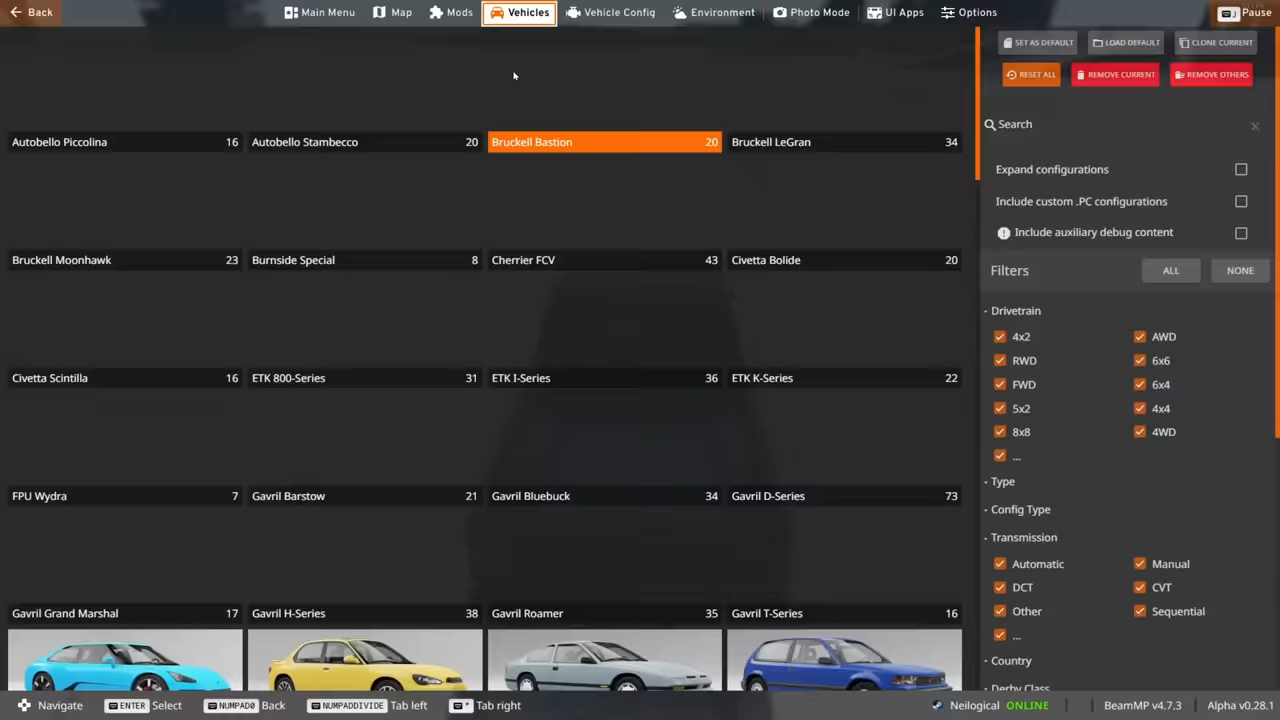 Back
Main Menu
Map
Mods
Vehicles
Vehicle Config
Environment
Photo Mode
UI Apps
Options
Pause
SET AS DEFAULT
LOAD DEFAULT
CLONE CURRENT
RESET ALL
REMOVE CURRENT
REMOVE OTHERS
Search
Autobello Piccolina 16
Autobello Stambecco 20
Bruckell Bastion 20
Bruckell LeGran 34
Expand configurations
Include custom .PC configurations
Include auxiliary debug content
Bruckell Moonhawk 23
Burnside Special 8
Cherrier FCV 43
Civetta Bolide 20
Filters
ALL
NONE
Drivetrain
4x2
AWD
RWD
6x6
FWD
6x4
5x2
4x4
8x8
4WD
...
Civetta Scintilla 16
ETK 800-Series 31
ETK I-Series 36
ETK K-Series 22
Type
Config Type
Transmission
Automatic
Manual
DCT
CVT
Other
Sequential
...
Country
Derby Class
FPU Wydra 7
Gavril Barstow 21
Gavril Bluebuck 34
Gavril D-Series 73
Gavril Grand Marshal 17
Gavril H-Series 38
Gavril Roamer 35
Gavril T-Series 16
Navigate
ENTER Select
NUMPAD0 Back
NUMPADDIVIDE Tab left
Tab right
Neilogical ONLINE
BeamMP v4.7.3
Alpha v0.28.1